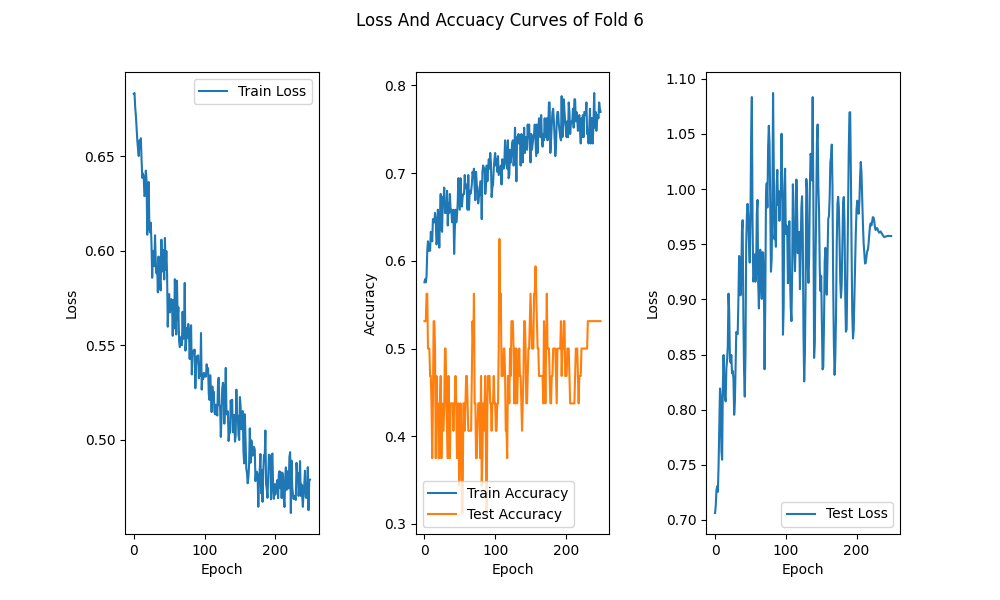 Loss And Accuacy Curves of Fold 6
Train Loss
0.65
0.60
0.55
0.50
Loss
0
100
200
Epoch
0.8
0.7
0.6
0.5
0.4
0.3
Accuracy
Train Accuracy
Test Accuracy
0
100
200
Epoch
1.10
1.05
1.00
0.95
0.90
0.85
0.80
0.75
0.70
Loss
Test Loss
0
100
200
Epoch